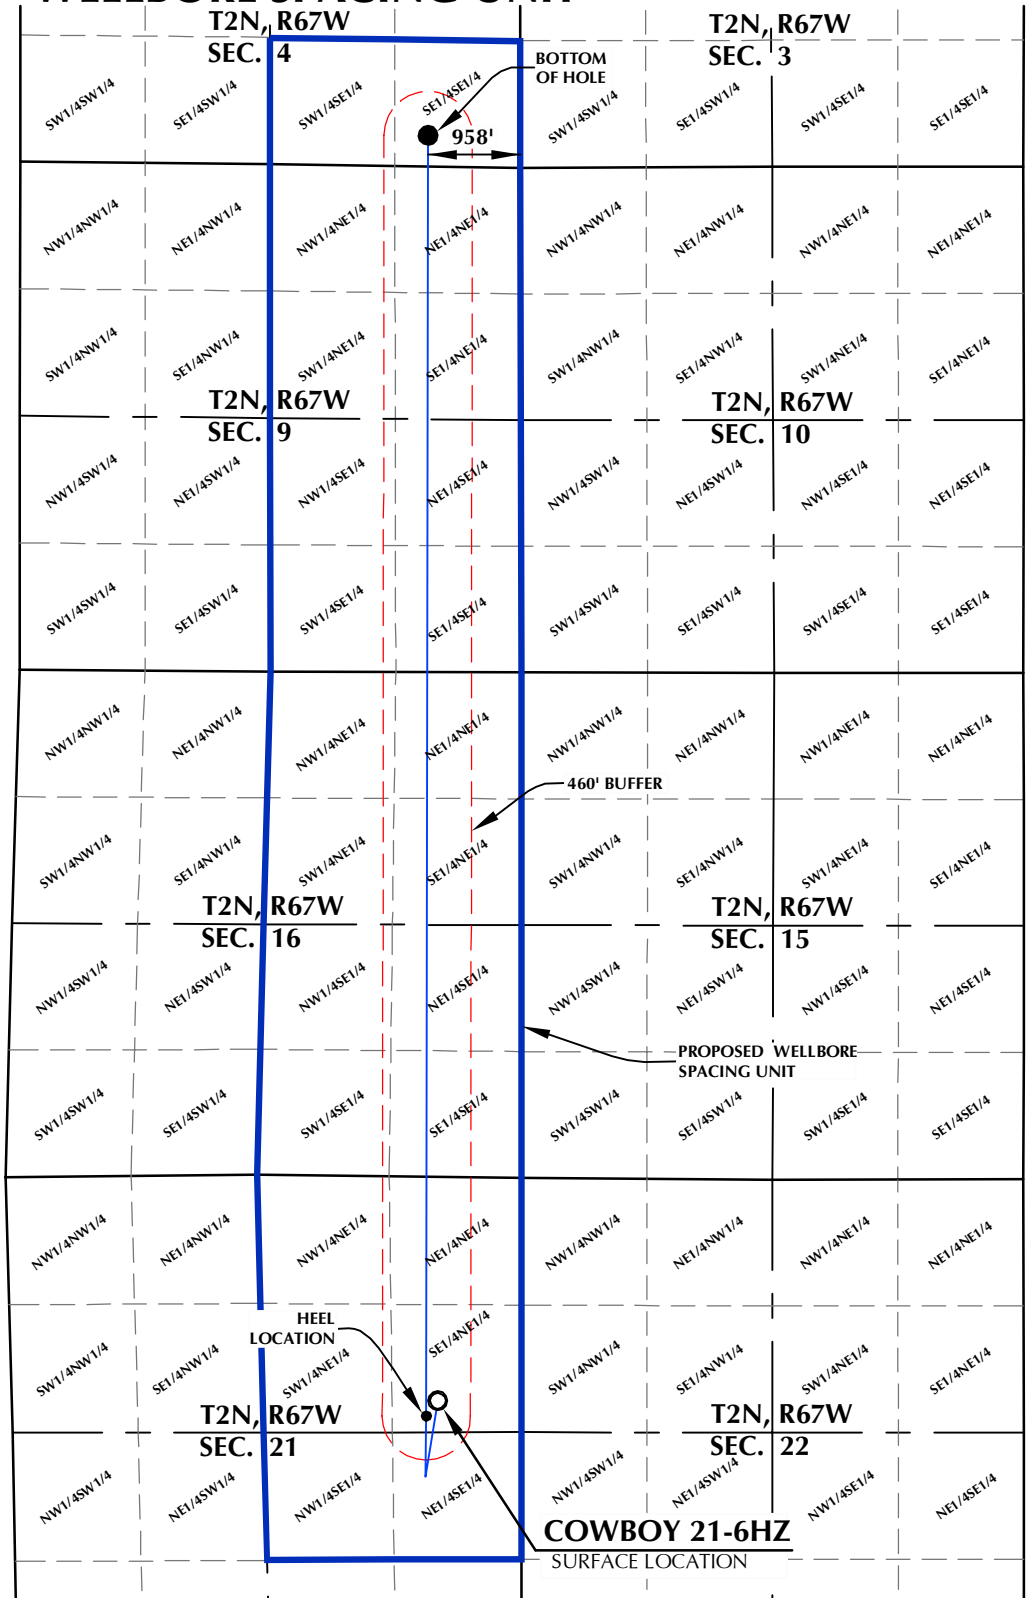 WELLBORE SPACING UNIT
T2N, R67W
SEC. 4
T2N, R67W
SEC. 3
BOTTOM
OF HOLE
SW1/4SW1/4
SE1/4SW1/4
SW1/4SE1/4
SE1/4SE1/4
SW1/4SW1/4
SE1/4SW1/4
SW1/4SE1/4
SE1/4SE1/4
958'
NW1/4NW1/4
NE1/4NW1/4
NW1/4NE1/4
NE1/4NE1/4
NW1/4NW1/4
NE1/4NW1/4
NW1/4NE1/4
NE1/4NE1/4
SW1/4NW1/4
SE1/4NW1/4
SW1/4NE1/4
SE1/4NE1/4
SW1/4NW1/4
SE1/4NW1/4
SW1/4NE1/4
SE1/4NE1/4
T2N, R67W
SEC. 9
T2N, R67W
SEC. 10
NW1/4SW1/4
NE1/4SW1/4
NW1/4SE1/4
NE1/4SE1/4
NW1/4SW1/4
NE1/4SW1/4
NW1/4SE1/4
NE1/4SE1/4
SW1/4SW1/4
SE1/4SW1/4
SW1/4SE1/4
SE1/4SE1/4
SW1/4SW1/4
SE1/4SW1/4
SW1/4SE1/4
SE1/4SE1/4
NW1/4NW1/4
NE1/4NW1/4
NW1/4NE1/4
NE1/4NE1/4
NW1/4NW1/4
NE1/4NW1/4
NW1/4NE1/4
NE1/4NE1/4
460' BUFFER
SW1/4NW1/4
SE1/4NW1/4
SW1/4NE1/4
SE1/4NE1/4
SW1/4NW1/4
SE1/4NW1/4
SW1/4NE1/4
SE1/4NE1/4
T2N, R67W
SEC. 16
T2N, R67W
SEC. 15
NW1/4SW1/4
NE1/4SW1/4
NW1/4SE1/4
NE1/4SE1/4
NW1/4SW1/4
NE1/4SW1/4
NW1/4SE1/4
NE1/4SE1/4
PROPOSED WELLBORE
SPACING UNIT
SW1/4SW1/4
SE1/4SW1/4
SW1/4SE1/4
SE1/4SE1/4
SW1/4SW1/4
SE1/4SW1/4
SW1/4SE1/4
SE1/4SE1/4
NW1/4NW1/4
NE1/4NW1/4
NW1/4NE1/4
NE1/4NE1/4
NW1/4NW1/4
NE1/4NW1/4
NW1/4NE1/4
NE1/4NE1/4
HEEL
LOCATION
SW1/4NW1/4
SE1/4NW1/4
SW1/4NE1/4
SE1/4NE1/4
SW1/4NW1/4
SE1/4NW1/4
SW1/4NE1/4
SE1/4NE1/4
T2N, R67W
SEC. 21
T2N, R67W
SEC. 22
NW1/4SW1/4
NE1/4SW1/4
NW1/4SE1/4
NE1/4SE1/4
NW1/4SW1/4
NE1/4SW1/4
NW1/4SE1/4
NE1/4SE1/4
COWBOY 21-6HZ
SURFACE LOCATION